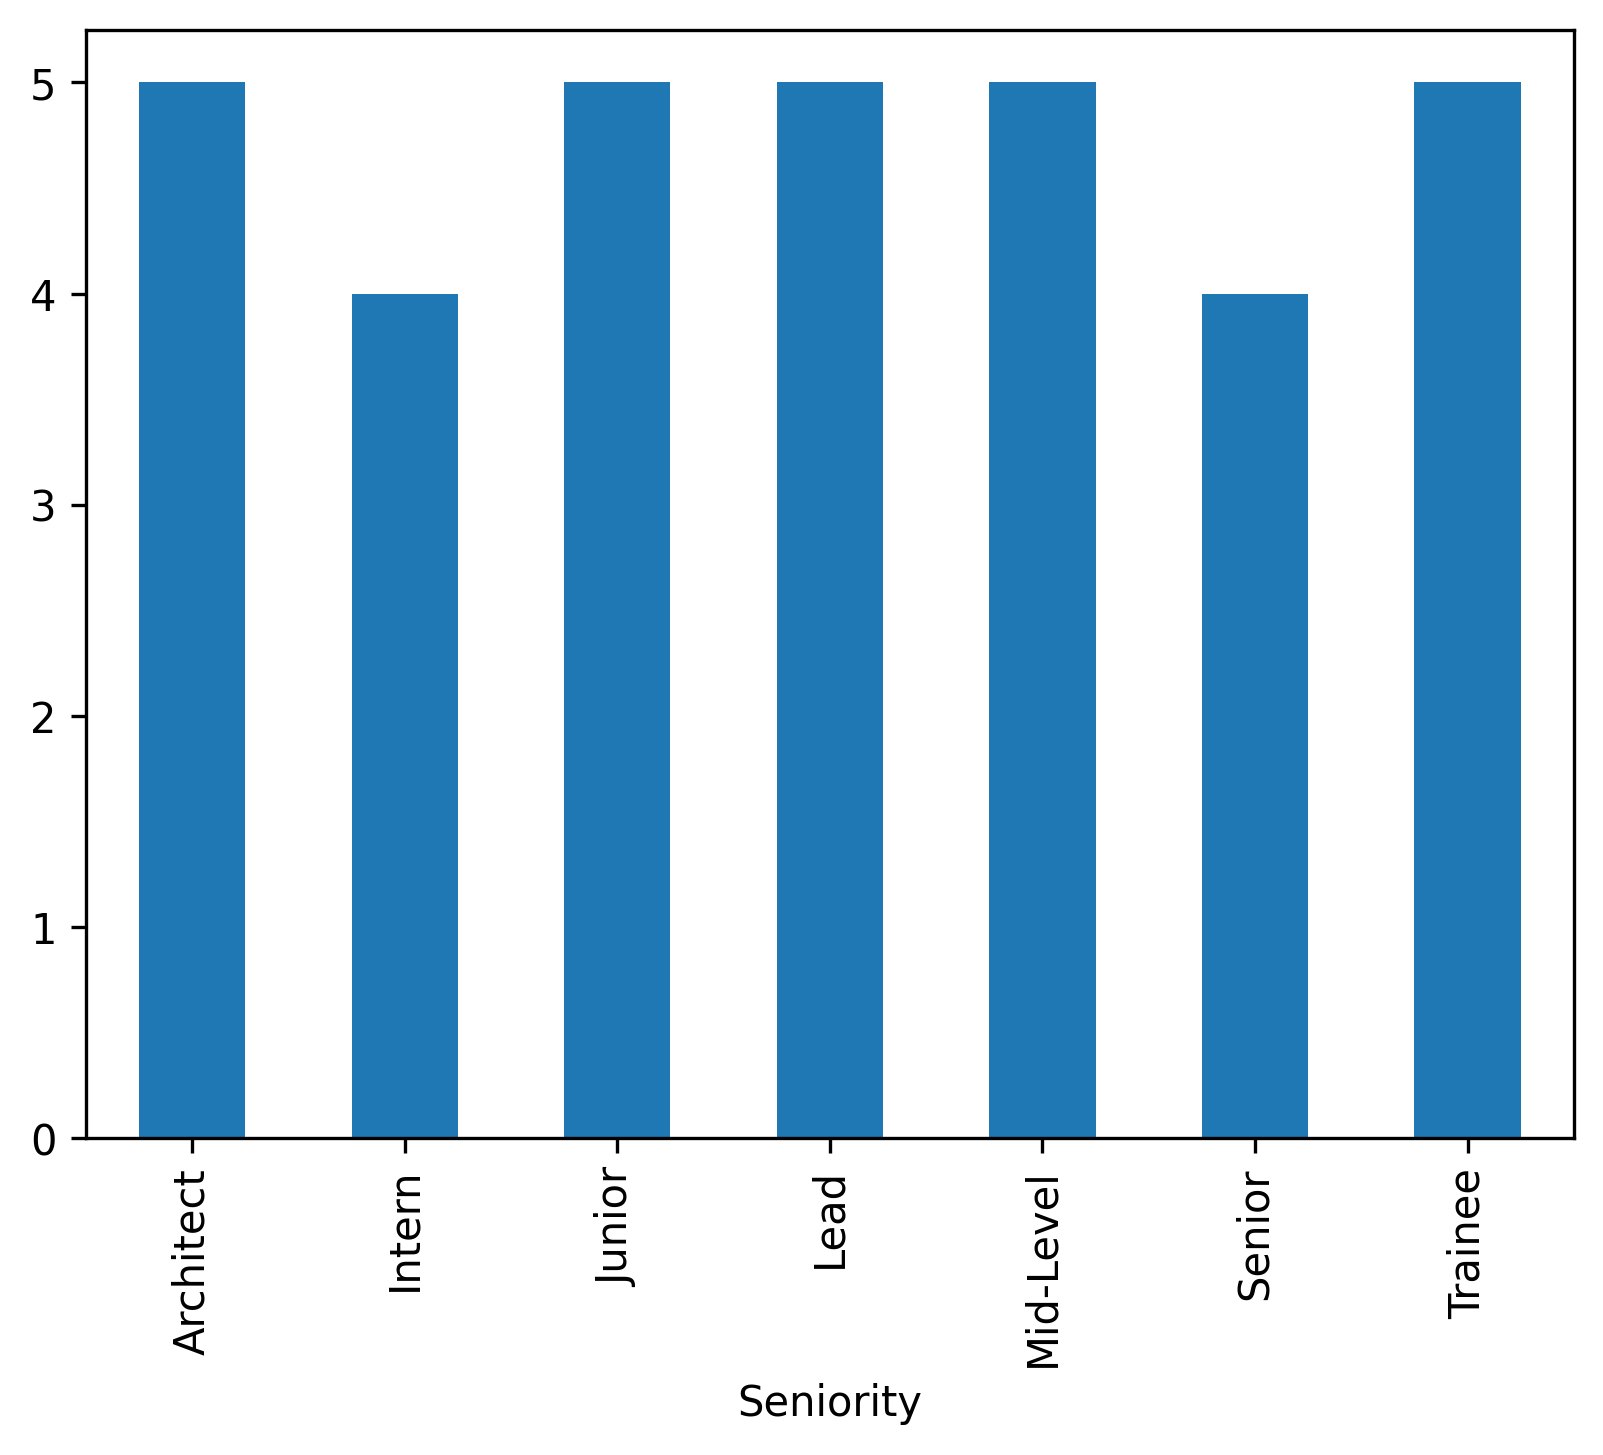 5
4
3
2
1
0
Architect
Intern
Junior
Lead
Mid-Level
Senior
Trainee
Seniority